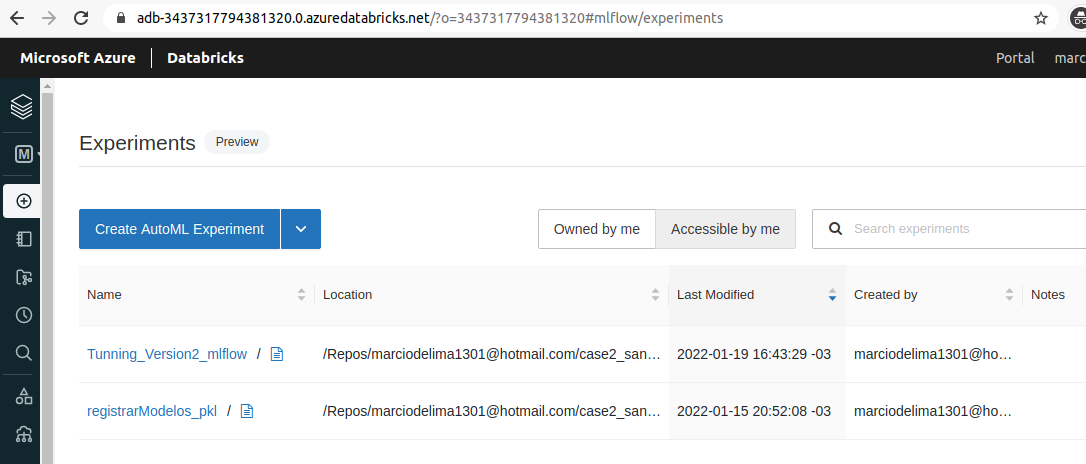 adb-3437317794381320.0.azuredatabricks.net/?o=3437317794381320#mlflow/experiments
Microsoft Azure Databricks Portal marc
M
Experiments Preview
Create AutoML Experiment Owned by me Accessible by me Search experiments
Name Location Last Modified Created by Notes
Tunning_Version2_mlflow / /Repos/marciodelima1301@hotmail.com/case2_san… 2022-01-19 16:43:29 -03 marciodelima1301@ho…
registrarModelos_pkl / /Repos/marciodelima1301@hotmail.com/case2_san… 2022-01-15 20:52:08 -03 marciodelima1301@ho…